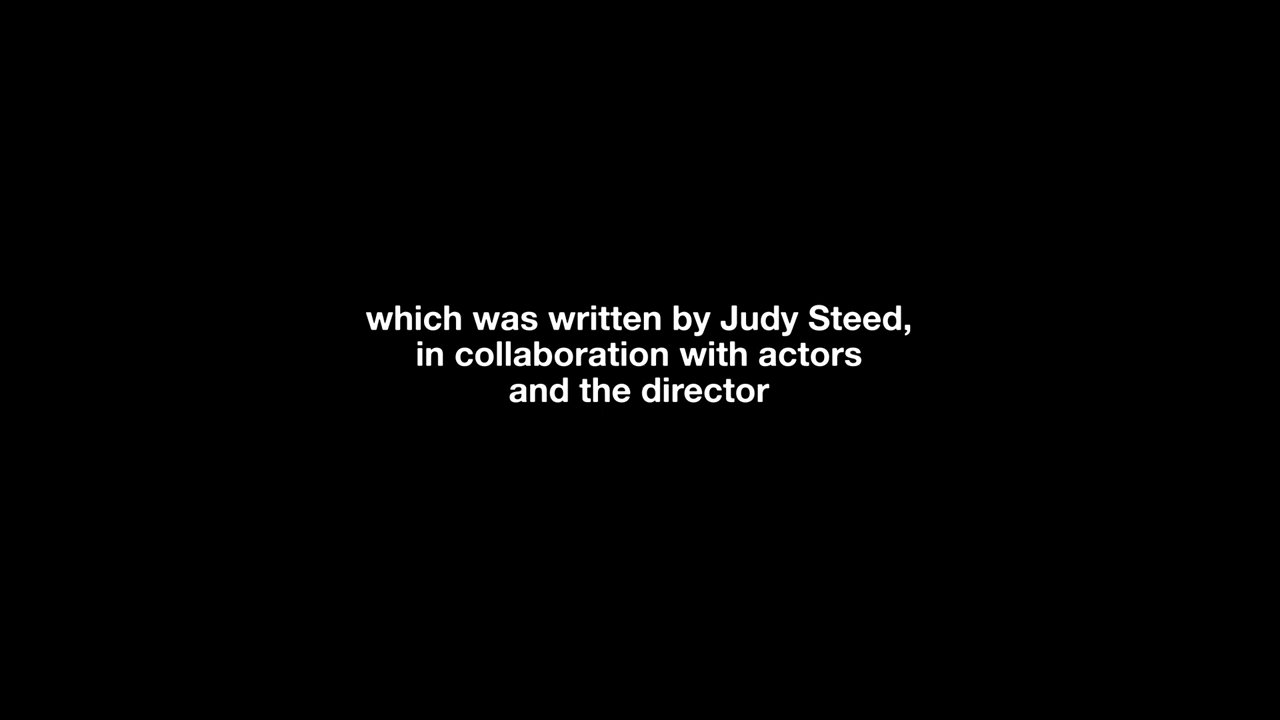 which was written by Judy Steed,
in collaboration with actors
and the director